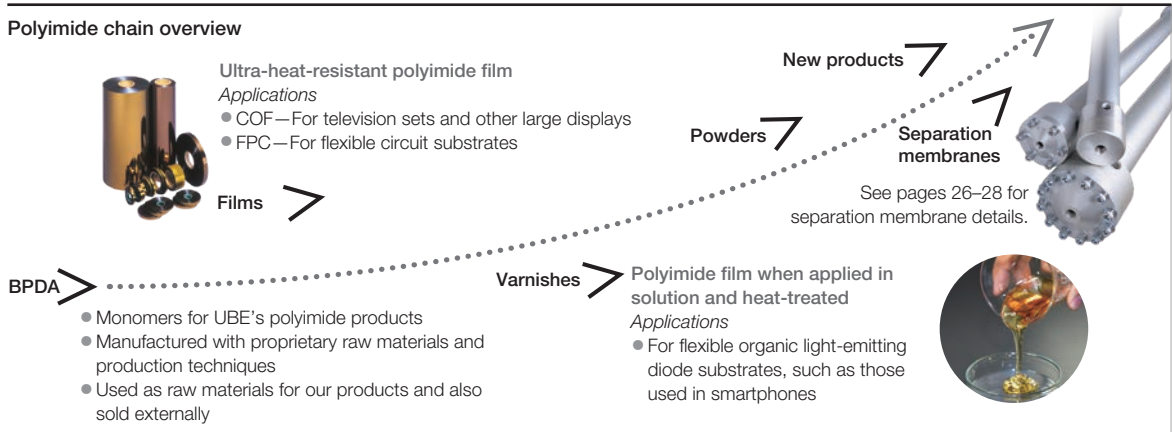 Polyimide chain overview
Ultra-heat-resistant polyimide film
Applications
● COF—For television sets and other large displays
● FPC—For flexible circuit substrates
Films
New products
Powders
Separation
membranes
See pages 26–28 for
separation membrane details.
BPDA
● Monomers for UBE's polyimide products
● Manufactured with proprietary raw materials and
production techniques
● Used as raw materials for our products and also
sold externally
Varnishes
Polyimide film when applied in
solution and heat-treated
Applications
● For flexible organic light-emitting
diode substrates, such as those
used in smartphones